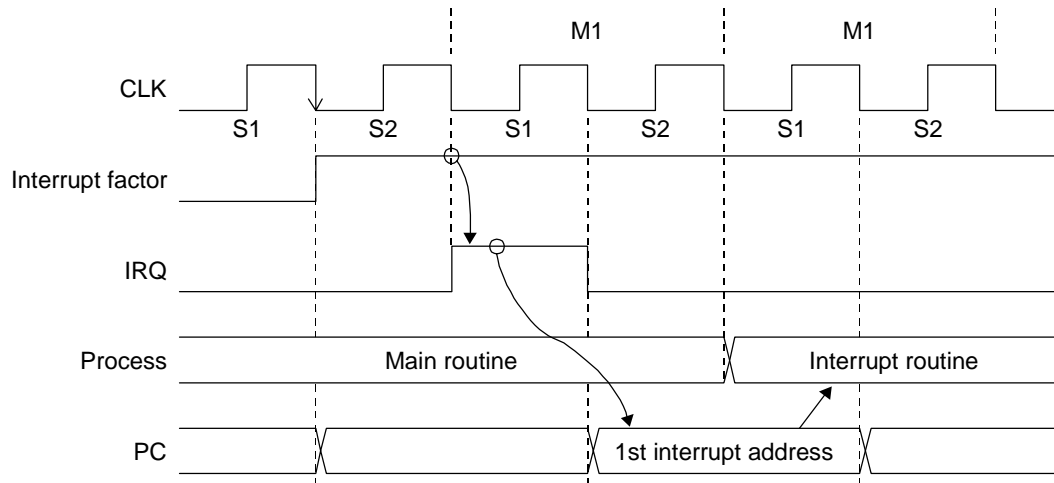 M1 M1
CLK
S1 S2 S1 S2 S1 S2
Interrupt factor
IRQ
Process Main routine Interrupt routine
PC 1st interrupt address